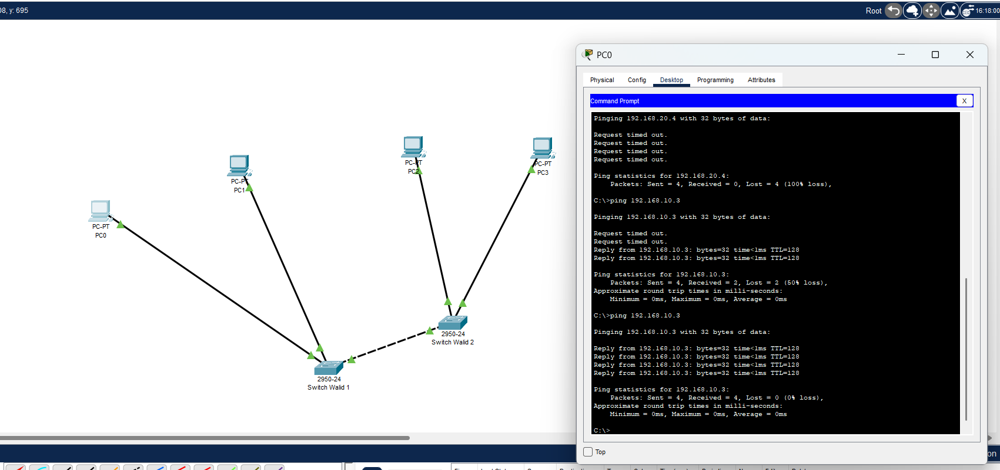 08, y: 695
Root
16:18:00
PC0
Physical Config Desktop Programming Attributes
Command Prompt
X
Pinging 192.168.20.4 with 32 bytes of data:
Request timed out.
Request timed out.
Request timed out.
Request timed out.
Ping statistics for 192.168.20.4:
Packets: Sent = 4, Received = 0, Lost = 4 (100% loss),
C:\>ping 192.168.10.3
Pinging 192.168.10.3 with 32 bytes of data:
Request timed out.
Request timed out.
Reply from 192.168.10.3: bytes=32 time<1ms TTL=128
Reply from 192.168.10.3: bytes=32 time<1ms TTL=128
Ping statistics for 192.168.10.3:
Packets: Sent = 4, Received = 2, Lost = 2 (50% loss),
Approximate round trip times in milli-seconds:
Minimum = 0ms, Maximum = 0ms, Average = 0ms
C:\>ping 192.168.10.3
Pinging 192.168.10.3 with 32 bytes of data:
Reply from 192.168.10.3: bytes=32 time<1ms TTL=128
Reply from 192.168.10.3: bytes=32 time<1ms TTL=128
Reply from 192.168.10.3: bytes=32 time<1ms TTL=128
Reply from 192.168.10.3: bytes=32 time<1ms TTL=128
Ping statistics for 192.168.10.3:
Packets: Sent = 4, Received = 4, Lost = 0 (0% loss),
Approximate round trip times in milli-seconds:
Minimum = 0ms, Maximum = 0ms, Average = 0ms
C:\>
Top
PC-PT
PC2
PC-PT
PC3
PC-PT
PC1
PC-PT
PC0
2950-24
Switch Walid 2
2950-24
Switch Walid 1
on